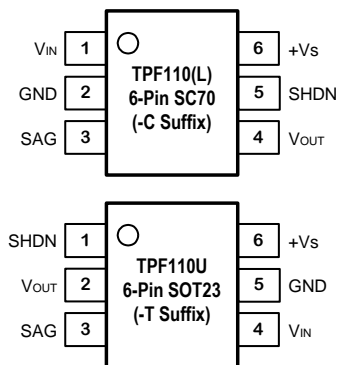 VIN 1 TPF110(L) 6 +Vs
GND 2 6-Pin SC70 5 SHDN
SAG 3 (-C Suffix) 4 VOUT
SHDN 1 TPF110U 6 +Vs
VOUT 2 6-Pin SOT23 5 GND
SAG 3 (-T Suffix) 4 VIN